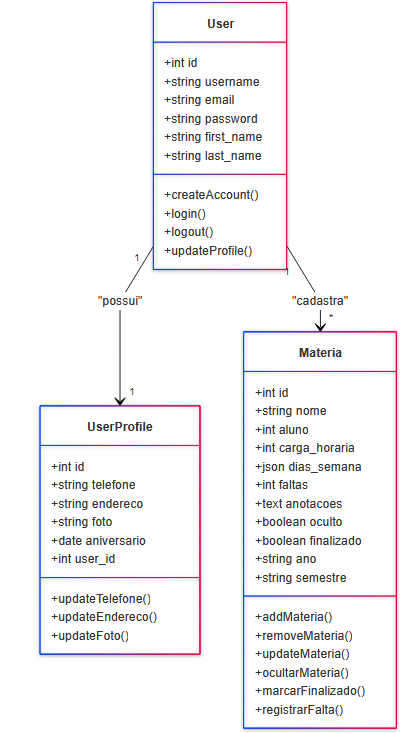 User
+int id
+string username
+string email
+string password
+string first_name
+string last_name
+createAccount()
+login()
+logout()
+updateProfile()
1
1
"possui"
"cadastra"
1
*
UserProfile
+int id
+string telefone
+string endereco
+string foto
+date aniversario
+int user_id
+updateTelefone()
+updateEndereco()
+updateFoto()
Materia
+int id
+string nome
+int aluno
+int carga_horaria
+json dias_semana
+int faltas
+text anotacoes
+boolean oculto
+boolean finalizado
+string ano
+string semestre
+addMateria()
+removeMateria()
+updateMateria()
+ocultarMateria()
+marcarFinalizado()
+registrarFalta()